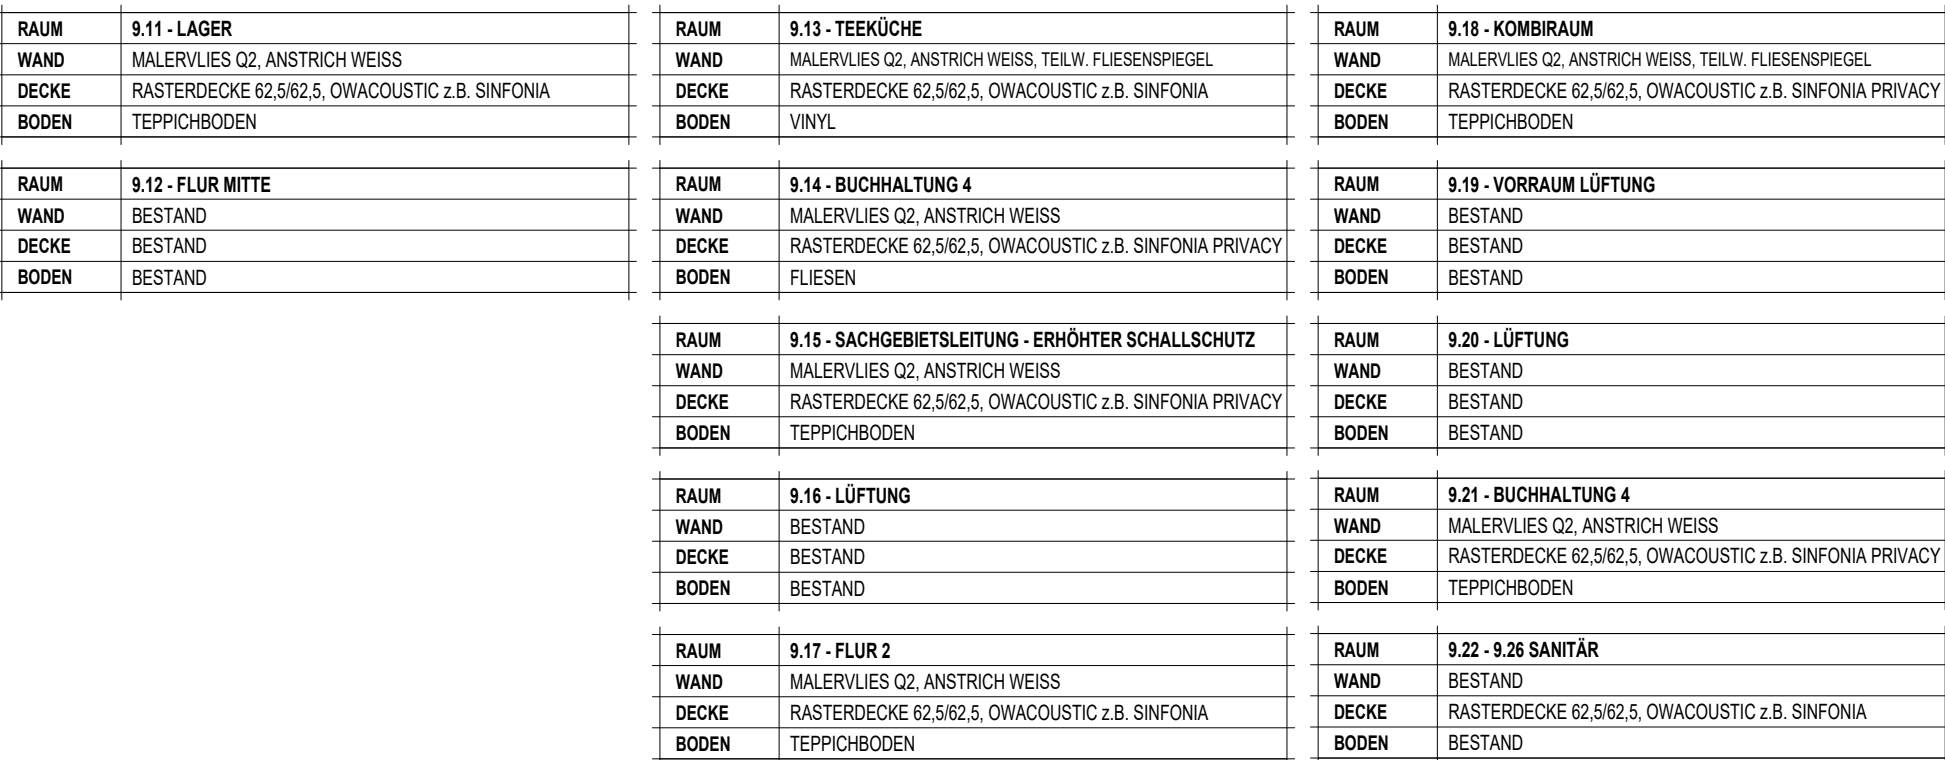 RAUM 9.11 - LAGER
WAND MALERVLIES Q2, ANSTRICH WEISS
DECKE RASTERDECKE 62,5/62,5, OWACOUSTIC z.B. SINFONIA
BODEN TEPPICHBODEN
RAUM 9.12 - FLUR MITTE
WAND BESTAND
DECKE BESTAND
BODEN BESTAND
RAUM 9.13 - TEEKÜCHE
WAND MALERVLIES Q2, ANSTRICH WEISS, TEILW. FLIESENSPIEGEL
DECKE RASTERDECKE 62,5/62,5, OWACOUSTIC z.B. SINFONIA
BODEN VINYL
RAUM 9.14 - BUCHHALTUNG 4
WAND MALERVLIES Q2, ANSTRICH WEISS
DECKE RASTERDECKE 62,5/62,5, OWACOUSTIC z.B. SINFONIA PRIVACY
BODEN FLIESEN
RAUM 9.15 - SACHGEBIETSLEITUNG - ERHÖHTER SCHALLSCHUTZ
WAND MALERVLIES Q2, ANSTRICH WEISS
DECKE RASTERDECKE 62,5/62,5, OWACOUSTIC z.B. SINFONIA PRIVACY
BODEN TEPPICHBODEN
RAUM 9.16 - LÜFTUNG
WAND BESTAND
DECKE BESTAND
BODEN BESTAND
RAUM 9.17 - FLUR 2
WAND MALERVLIES Q2, ANSTRICH WEISS
DECKE RASTERDECKE 62,5/62,5, OWACOUSTIC z.B. SINFONIA
BODEN TEPPICHBODEN
RAUM 9.18 - KOMBIRAUM
WAND MALERVLIES Q2, ANSTRICH WEISS, TEILW. FLIESENSPIEGEL
DECKE RASTERDECKE 62,5/62,5, OWACOUSTIC z.B. SINFONIA PRIVACY
BODEN TEPPICHBODEN
RAUM 9.19 - VORRAUM LÜFTUNG
WAND BESTAND
DECKE BESTAND
BODEN BESTAND
RAUM 9.20 - LÜFTUNG
WAND BESTAND
DECKE BESTAND
BODEN BESTAND
RAUM 9.21 - BUCHHALTUNG 4
WAND MALERVLIES Q2, ANSTRICH WEISS
DECKE RASTERDECKE 62,5/62,5, OWACOUSTIC z.B. SINFONIA PRIVACY
BODEN TEPPICHBODEN
RAUM 9.22 - 9.26 SANITÄR
WAND BESTAND
DECKE RASTERDECKE 62,5/62,5, OWACOUSTIC z.B. SINFONIA
BODEN BESTAND